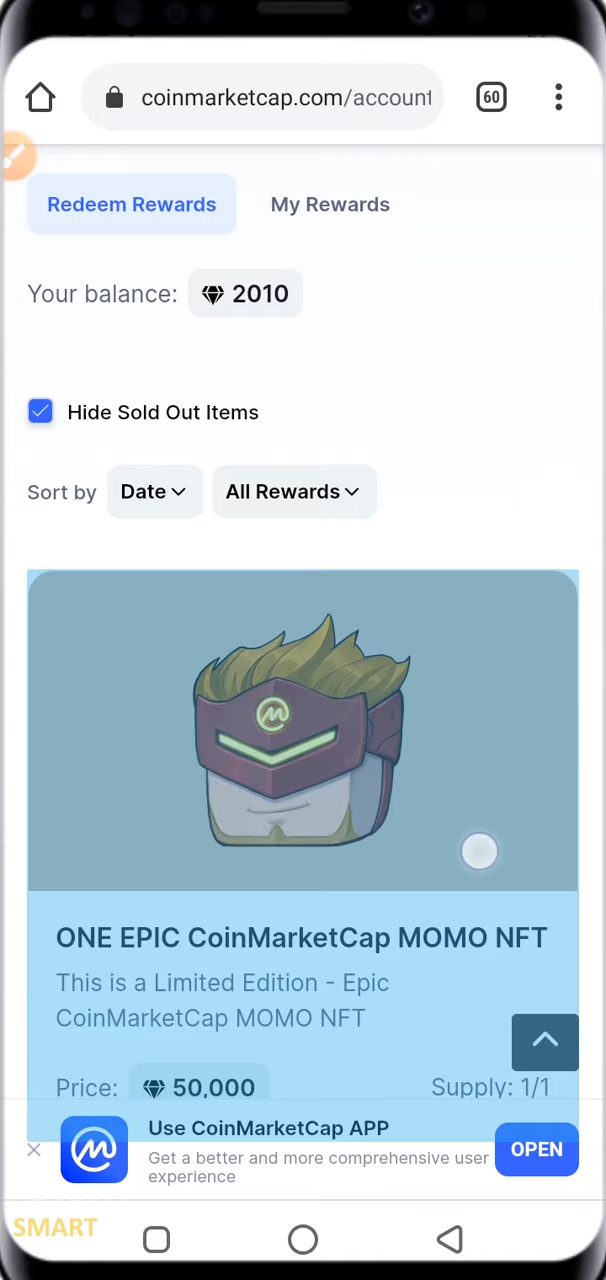 coinmarketcap.com/account
60
Redeem Rewards
My Rewards
Your balance: 2010
Hide Sold Out Items
Sort by Date All Rewards
ONE EPIC CoinMarketCap MOMO NFT
This is a Limited Edition - Epic
CoinMarketCap MOMO NFT
Price: 50,000
Supply: 1/1
Use CoinMarketCap APP
Get a better and more comprehensive user
experience
OPEN
SMART